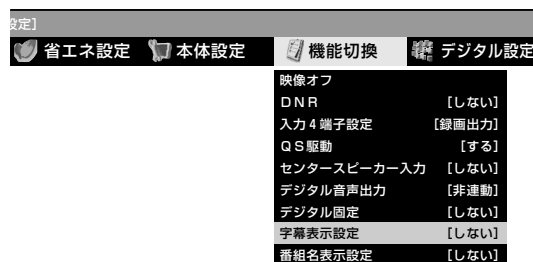 設定]
省エネ設定 本体設定 機能切換 デジタル設定
映像オフ
DNR [しない]
入力4端子設定 [録画出力]
QS駆動 [する]
センタースピーカー入力 [しない]
デジタル音声出力 [非連動]
デジタル固定 [しない]
字幕表示設定 [しない]
番組名表示設定 [しない]